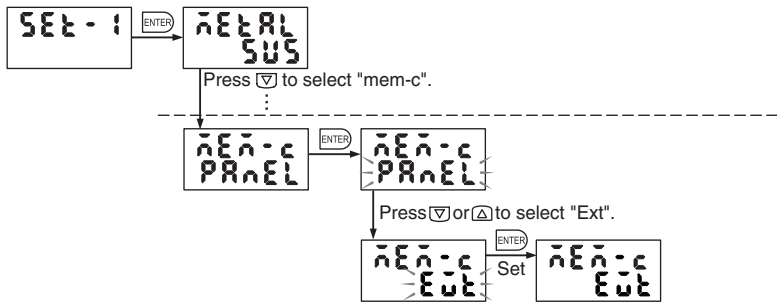 SEt-1
ENTER
mEtAL
SUS
Press ▽ to select "mem-c".
mEm-c
PAnEL
ENTER
mEm-c
PAnEL
Press ▽ or △ to select "Ext".
mEm-c
Ext
ENTER
Set
mEm-c
Ext